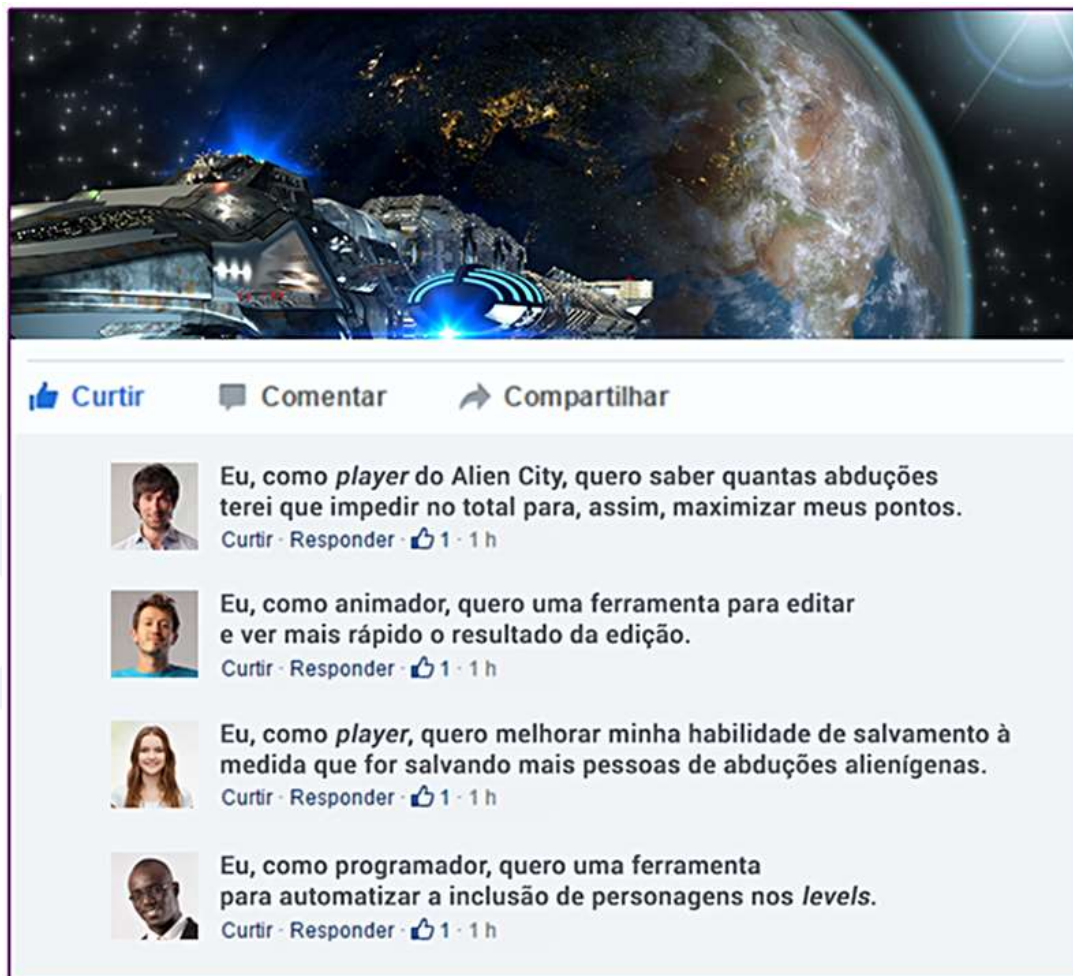 Curtir Comentar Compartilhar
Eu, como player do Alien City, quero saber quantas abduções
terei que impedir no total para, assim, maximizar meus pontos.
Curtir · Responder · 1 · 1 h
Eu, como animador, quero uma ferramenta para editar
e ver mais rápido o resultado da edição.
Curtir · Responder · 1 · 1 h
Eu, como player, quero melhorar minha habilidade de salvamento à
medida que for salvando mais pessoas de abduções alienígenas.
Curtir · Responder · 1 · 1 h
Eu, como programador, quero uma ferramenta
para automatizar a inclusão de personagens nos levels.
Curtir · Responder · 1 · 1 h